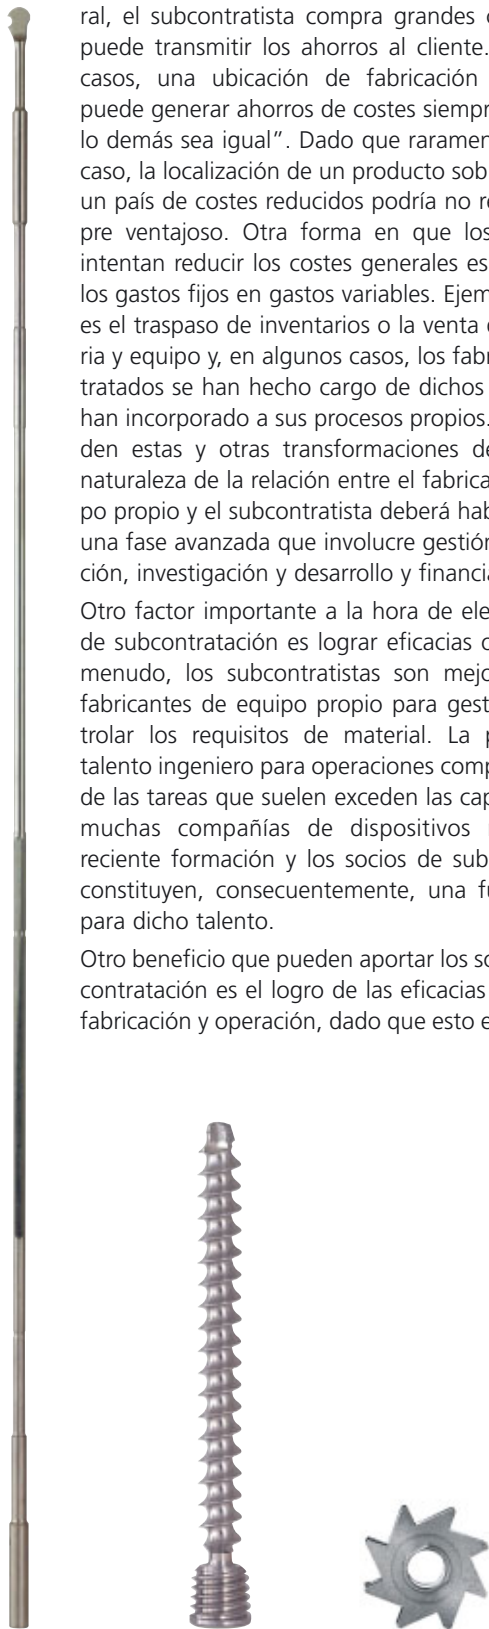 ral, el subcontratista compra grandes
puede transmitir los ahorros al cliente.
casos, una ubicación de fabricación
puede generar ahorros de costes siempr
lo demás sea igual”. Dado que raramen
caso, la localización de un producto sob
un país de costes reducidos podría no r
pre ventajoso. Otra forma en que los
intentan reducir los costes generales es
los gastos fijos en gastos variables. Ejem
es el traspaso de inventarios o la venta
ria y equipo y, en algunos casos, los fabr
tratados se han hecho cargo de dichos
han incorporado a sus procesos propios.
den estas y otras transformaciones de
naturaleza de la relación entre el fabrica
po propio y el subcontratista deberá hab
una fase avanzada que involucre gestión
ción, investigación y desarrollo y financia
Otro factor importante a la hora de ele
de subcontratación es lograr eficacias
menudo, los subcontratistas son mejo
fabricantes de equipo propio para gest
trolar los requisitos de material. La p
talento ingeniero para operaciones comp
de las tareas que suelen exceden las cap
muchas compañías de dispositivos
reciente formación y los socios de sub
constituyen, consecuentemente, una fu
para dicho talento.
Otro beneficio que pueden aportar los so
contratación es el logro de las eficacias
fabricación y operación, dado que esto e